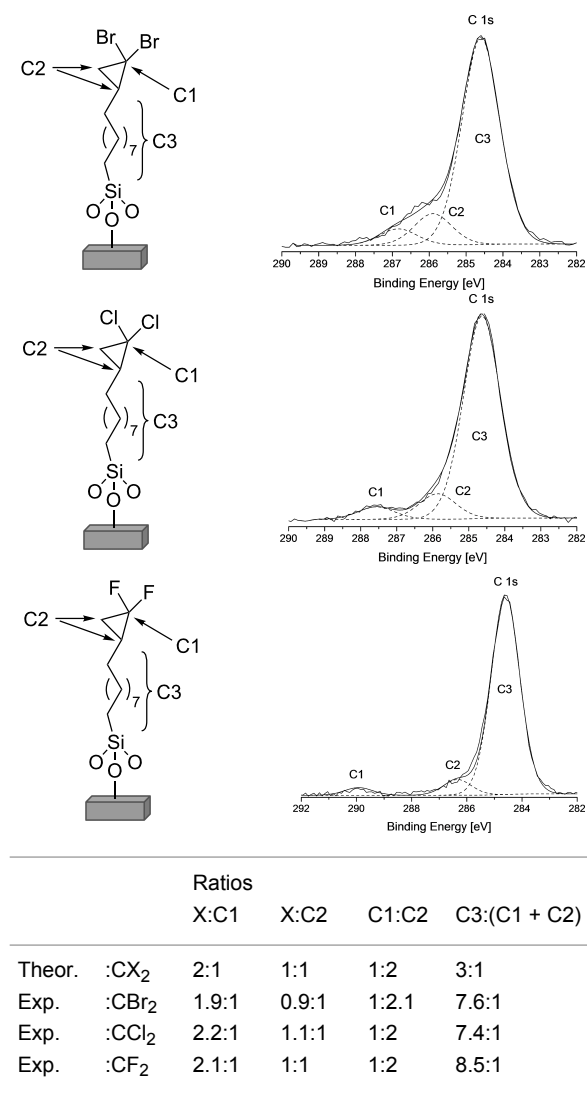 Br Br
C2
C1
( )7 C3
Si
O O
O
C 1s
C3
C1 C2
290 289 288 287 286 285 284 283 282
Binding Energy [eV]
Cl Cl
C2
C1
( )7 C3
Si
O O
O
C 1s
C3
C1 C2
290 289 288 287 286 285 284 283 282
Binding Energy [eV]
F F
C2
C1
( )7 C3
Si
O O
O
C 1s
C3
C2
C1
292 290 288 286 284 282
Binding Energy [eV]
Ratios
X:C1 X:C2 C1:C2 C3:(C1 + C2)
Theor. :CX2 2:1 1:1 1:2 3:1
Exp. :CBr2 1.9:1 0.9:1 1:2.1 7.6:1
Exp. :CCl2 2.2:1 1.1:1 1:2 7.4:1
Exp. :CF2 2.1:1 1:1 1:2 8.5:1